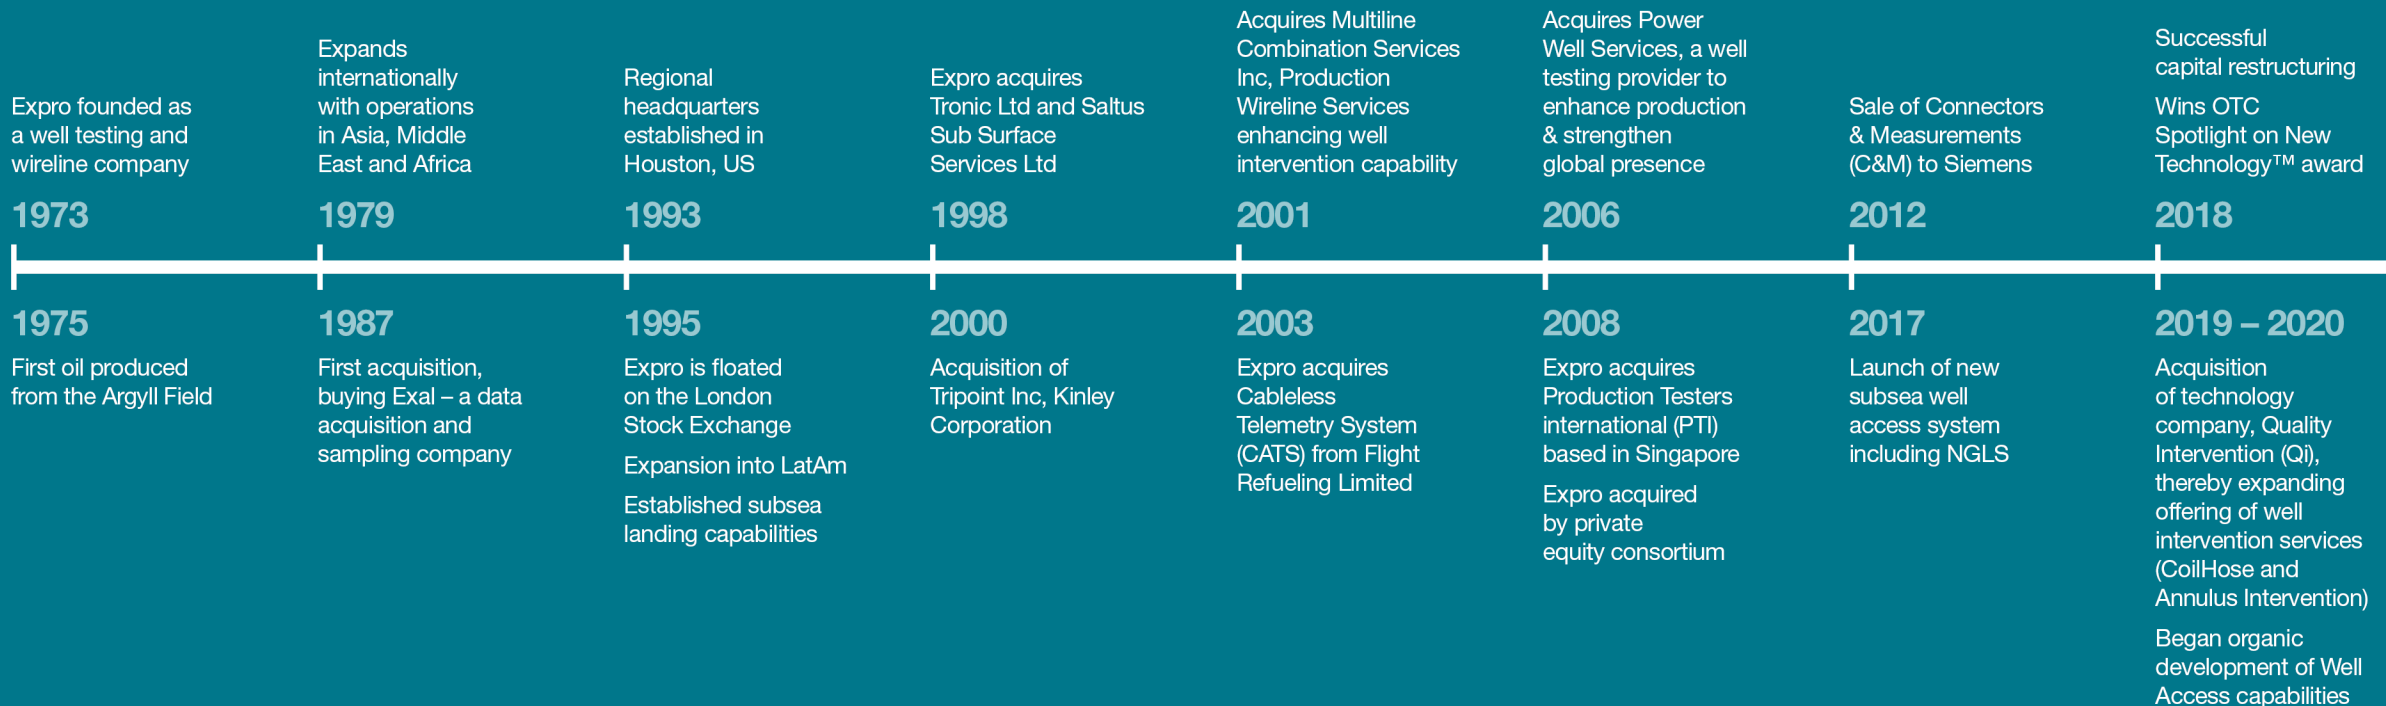 Expro founded as
a well testing and
wireline company
1973
1975
First oil produced
from the Argyll Field
Expands
internationally
with operations
in Asia, Middle
East and Africa
1979
1987
First acquisition,
buying Exal – a data
acquisition and
sampling company
Regional
headquarters
established in
Houston, US
1993
1995
Expro is floated
on the London
Stock Exchange
Expansion into LatAm
Established subsea
landing capabilities
Expro acquires
Tronic Ltd and Saltus
Sub Surface
Services Ltd
1998
2000
Acquisition of
Tripoint Inc, Kinley
Corporation
Acquires Multiline
Combination Services
Inc, Production
Wireline Services
enhancing well
intervention capability
2001
2003
Expro acquires
Cableless
Telemetry System
(CATS) from Flight
Refueling Limited
Acquires Power
Well Services, a well
testing provider to
enhance production
& strengthen
global presence
2006
2008
Expro acquires
Production Testers
international (PTI)
based in Singapore
Expro acquired
by private
equity consortium
Sale of Connectors
& Measurements
(C&M) to Siemens
2012
2017
Launch of new
subsea well
access system
including NGLS
Successful
capital restructuring
Wins OTC
Spotlight on New
Technology™ award
2018
2019 – 2020
Acquisition
of technology
company, Quality
Intervention (Qi),
thereby expanding
offering of well
intervention services
(CoilHose and
Annulus Intervention)
Began organic
development of Well
Access capabilities